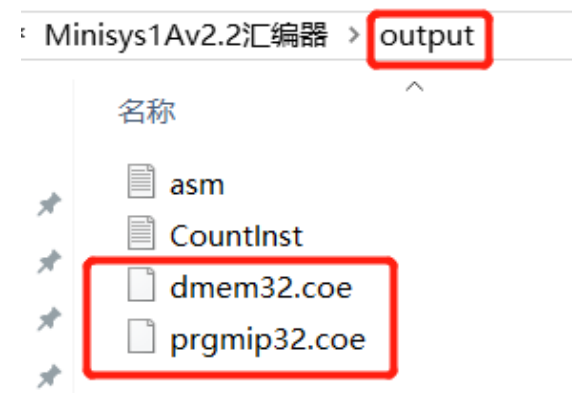 Minisys1Av2.2汇编器 > output
名称
asm
CountInst
dmem32.coe
prgmip32.coe